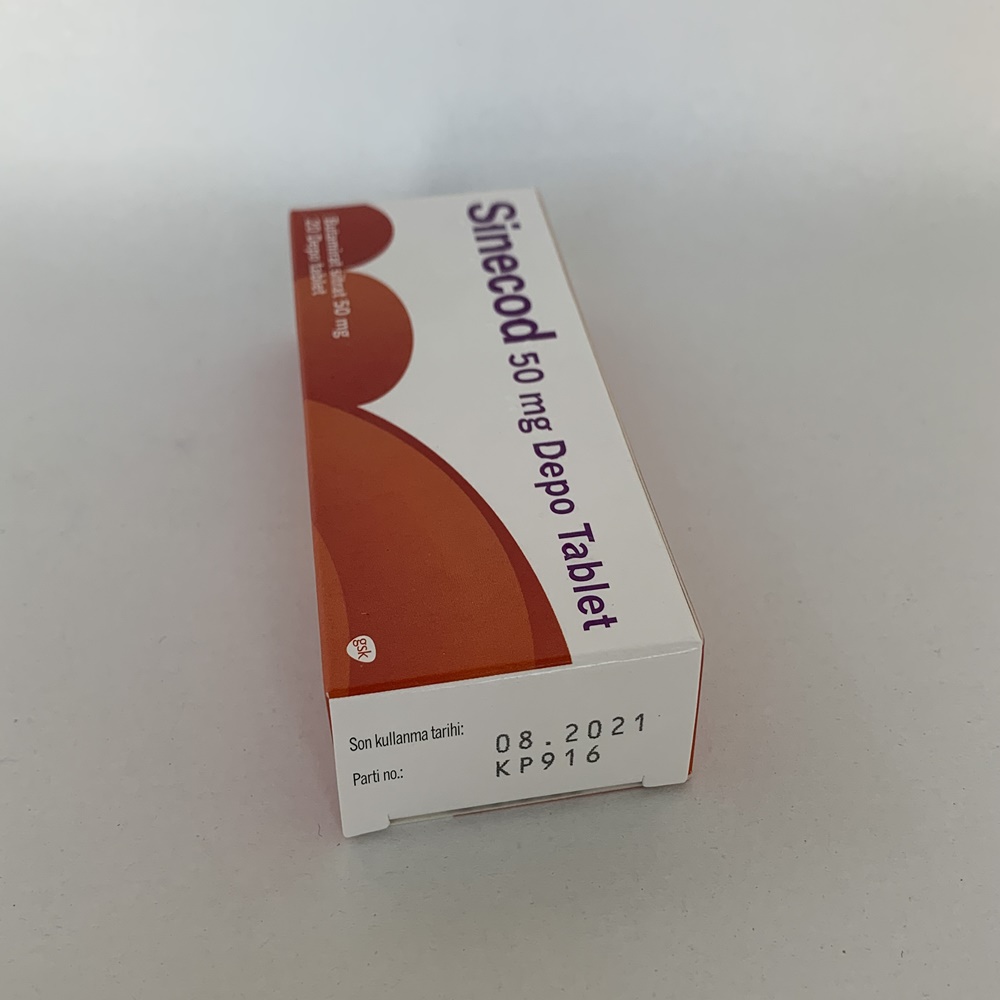 Sinecod 50 mg Depo Tablet
Butamirat sitrat 50 mg
20 Depo tablet
gsk
Son kullanma tarihi: 08.2021
Parti no.: KP916